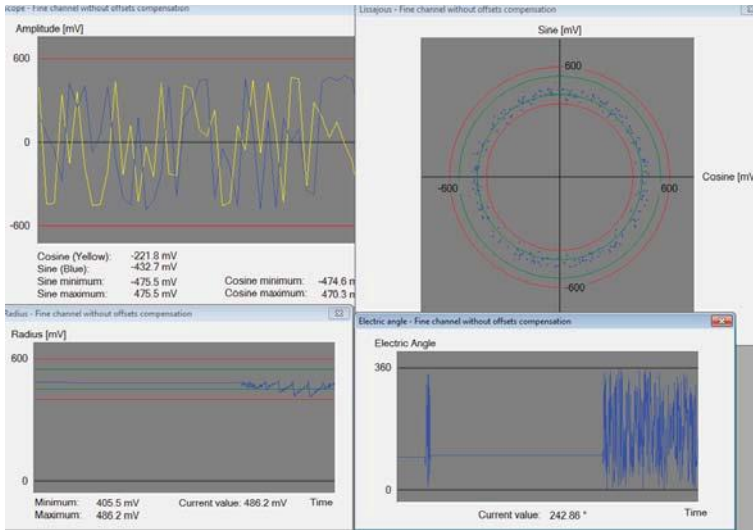 scope - Fine channel without offsets compensation
Amplitude [mV]
600
0
-600
Cosine (Yellow): -221.8 mV
Sine (Blue): -432.7 mV
Sine minimum: -475.5 mV Cosine minimum: -474.6 m
Sine maximum: 475.5 mV Cosine maximum: 470.3 m
Lissajous - Fine channel without offsets compensation
Sine [mV]
600
-600
600
Cosine [mV
-600
Radius - Fine channel without offsets compensation
Radius [mV]
600
0
Minimum: 405.5 mV Current value: 486.2 mV Time
Maximum: 486.2 mV
Electric angle - Fine channel without offsets compensation
Electric Angle
360
0
Current value: 242.86 ° Time